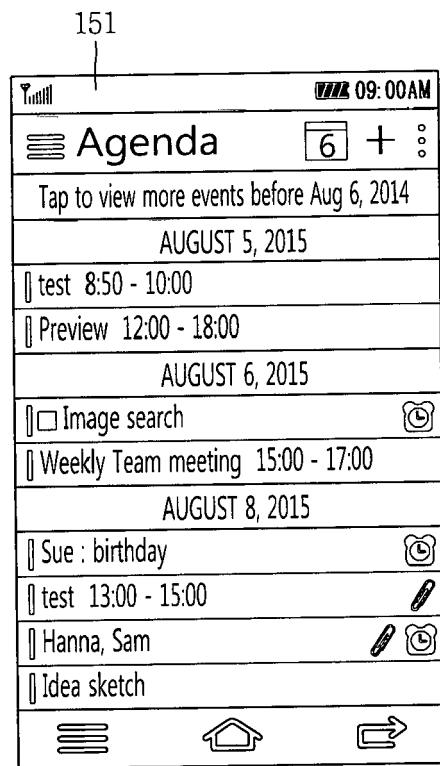 151
09:00AM
Agenda 6 +
Tap to view more events before Aug 6, 2014
AUGUST 5, 2015
test 8:50 - 10:00
Preview 12:00 - 18:00
AUGUST 6, 2015
Image search
Weekly Team meeting 15:00 - 17:00
AUGUST 8, 2015
Sue : birthday
test 13:00 - 15:00
Hanna, Sam
Idea sketch